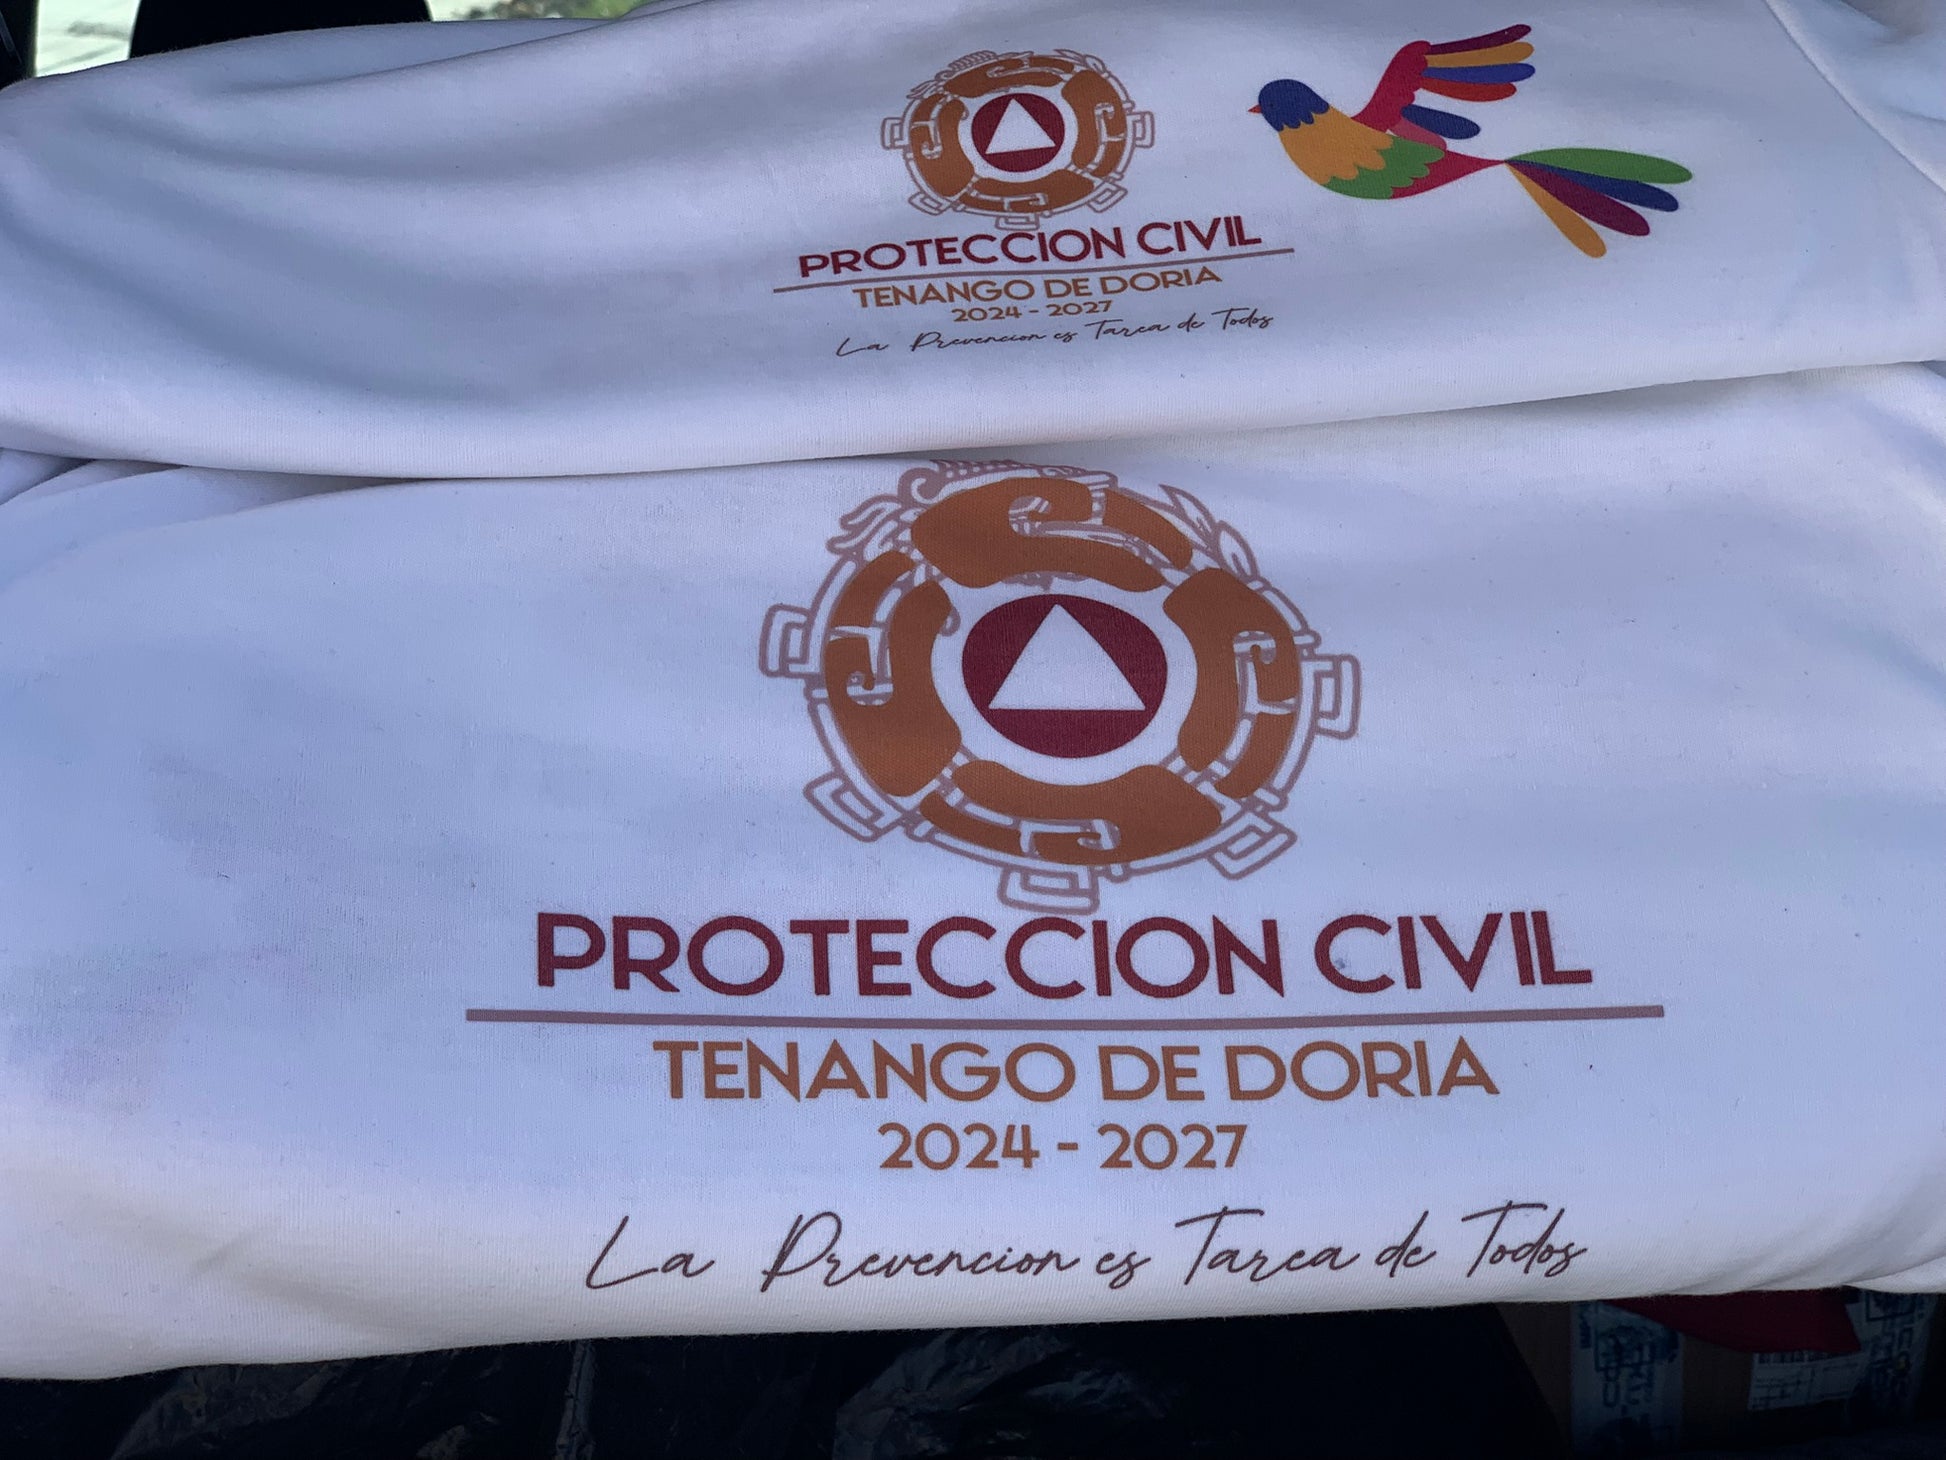 PROTECCION CIVIL
TENANGO DE DORIA
2024 - 2027
La Prevencion es Tarea de Todos
PROTECCION CIVIL
TENANGO DE DORIA
2024 - 2027
La Prevencion es Tarea de Todos